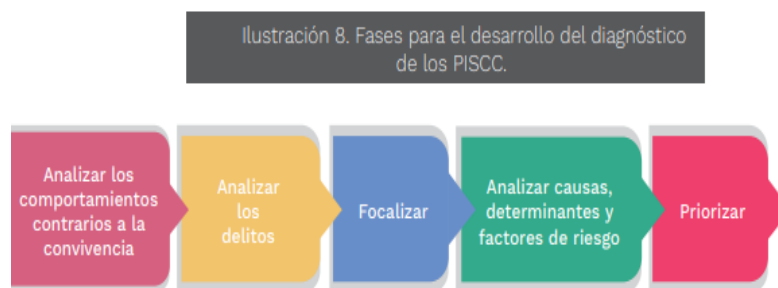 Ilustración 8. Fases para el desarrollo del diagnóstico
de los PISCC.
Analizar los
comportamientos
contrarios a la
convivencia
Analizar
los
delitos
Focalizar
Analizar causas,
determinantes y
factores de riesgo
Priorizar